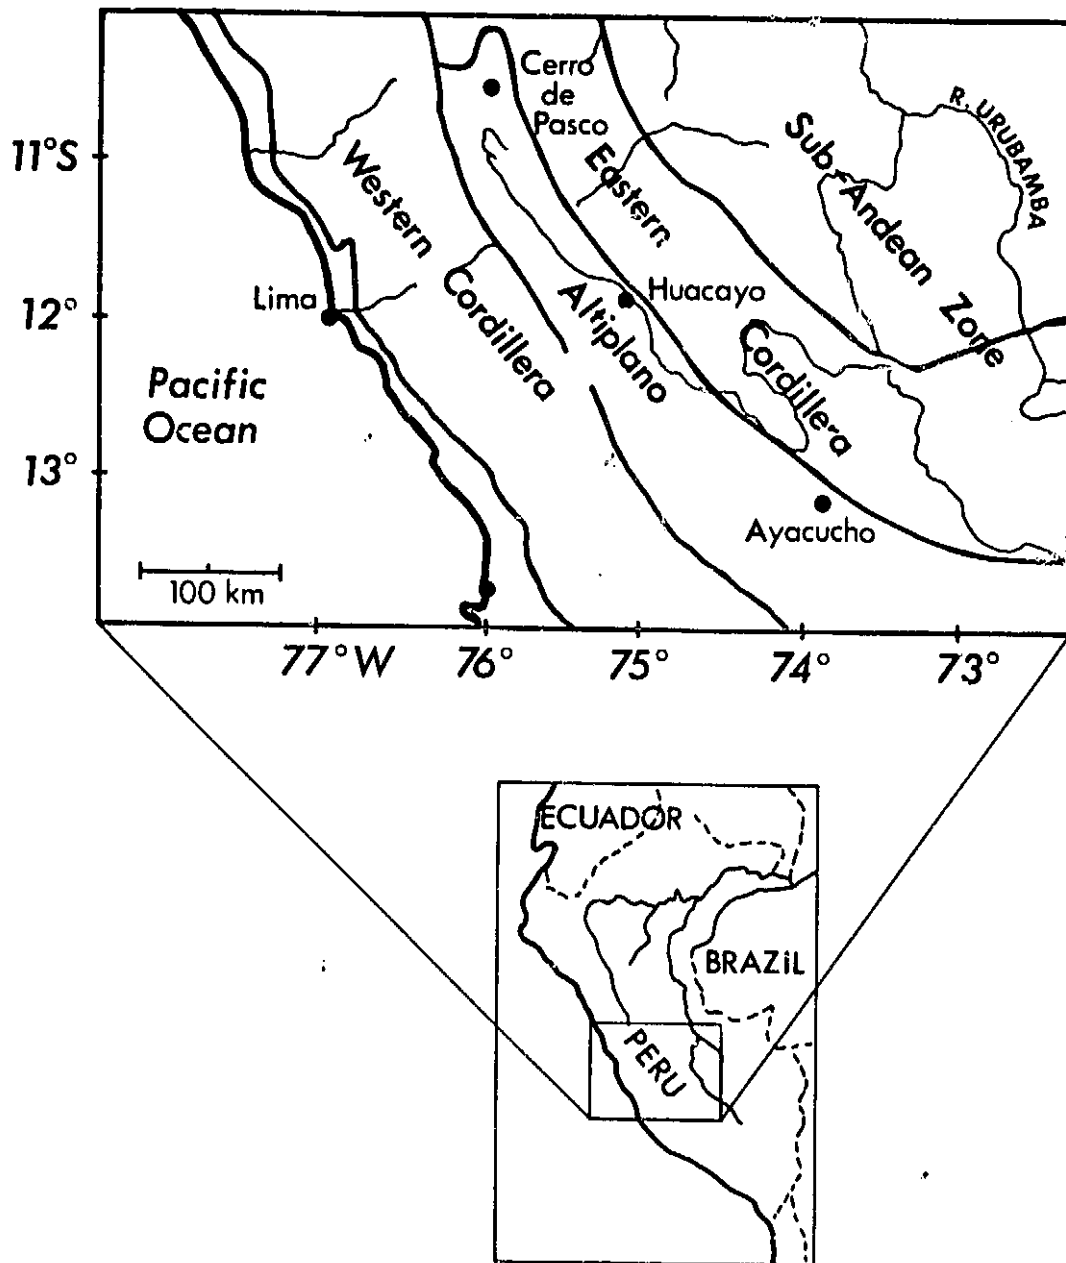 Cerro
de
Pasco
R. URUBAMBA
11°S
Western
Cordillera
Eastern
Cordillera
Sub-Andean Zone
Altiplano
Huacayo
Lima
12°
Pacific
Ocean
13°
Ayacucho
100 km
77°W
76°
75°
74°
73°
ECUADOR
BRAZiL
PERU